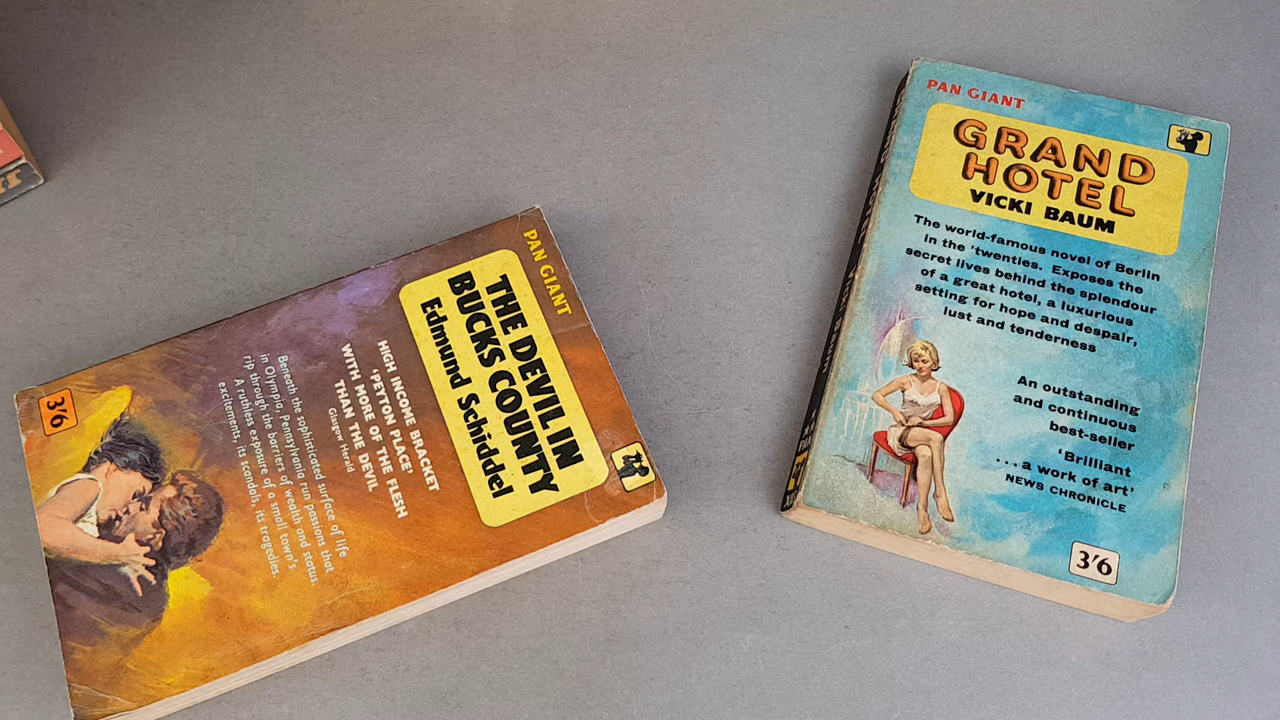 PAN GIANT
THE DEVIL IN
BUCKS COUNTY
Edmund Schiddel
HIGH INCOME BRACKET
'PEYTON PLACE'
WITH MORE OF THE FLESH
THAN THE DEVIL
Glasgow Herald
Beneath the sophisticated surface of life
in Olympia, Pennsylvania run passions that
rip through the barriers of wealth and status.
A ruthless exposure of a small town's
excitements, its scandals, its tragedies.
3'6
PAN GIANT
GRAND
HOTEL
VICKI BAUM
The world-famous novel of Berlin
in the 'twenties. Exposes the
secret lives behind the splendour
of a great hotel, a luxurious
setting for hope and despair,
lust and tenderness
An outstanding
and continuous
best-seller
'Brilliant
...a work of art'
NEWS CHRONICLE
3'6